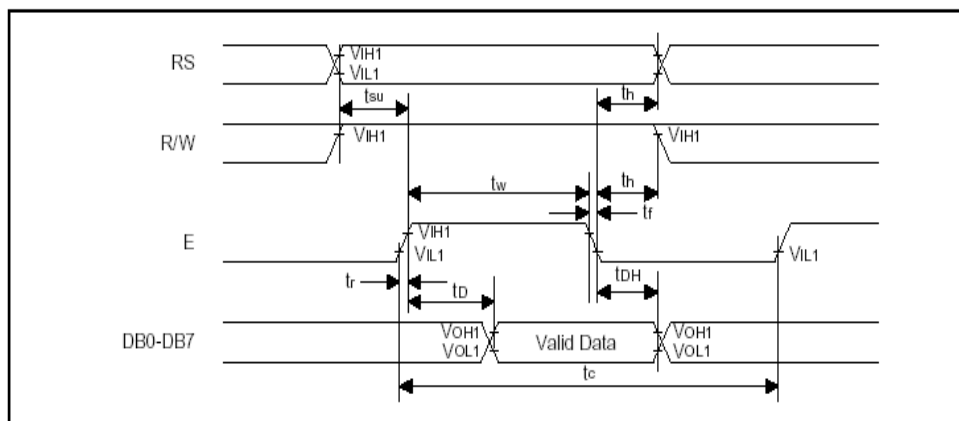 RS
VIH1
VIL1
tsu
th
R/W
VIH1
VIH1
tw
th
tf
E
VIH1
VIL1
VIL1
tr
tD
tDH
DB0-DB7
VOH1
VOL1
Valid Data
VOH1
VOL1
tc